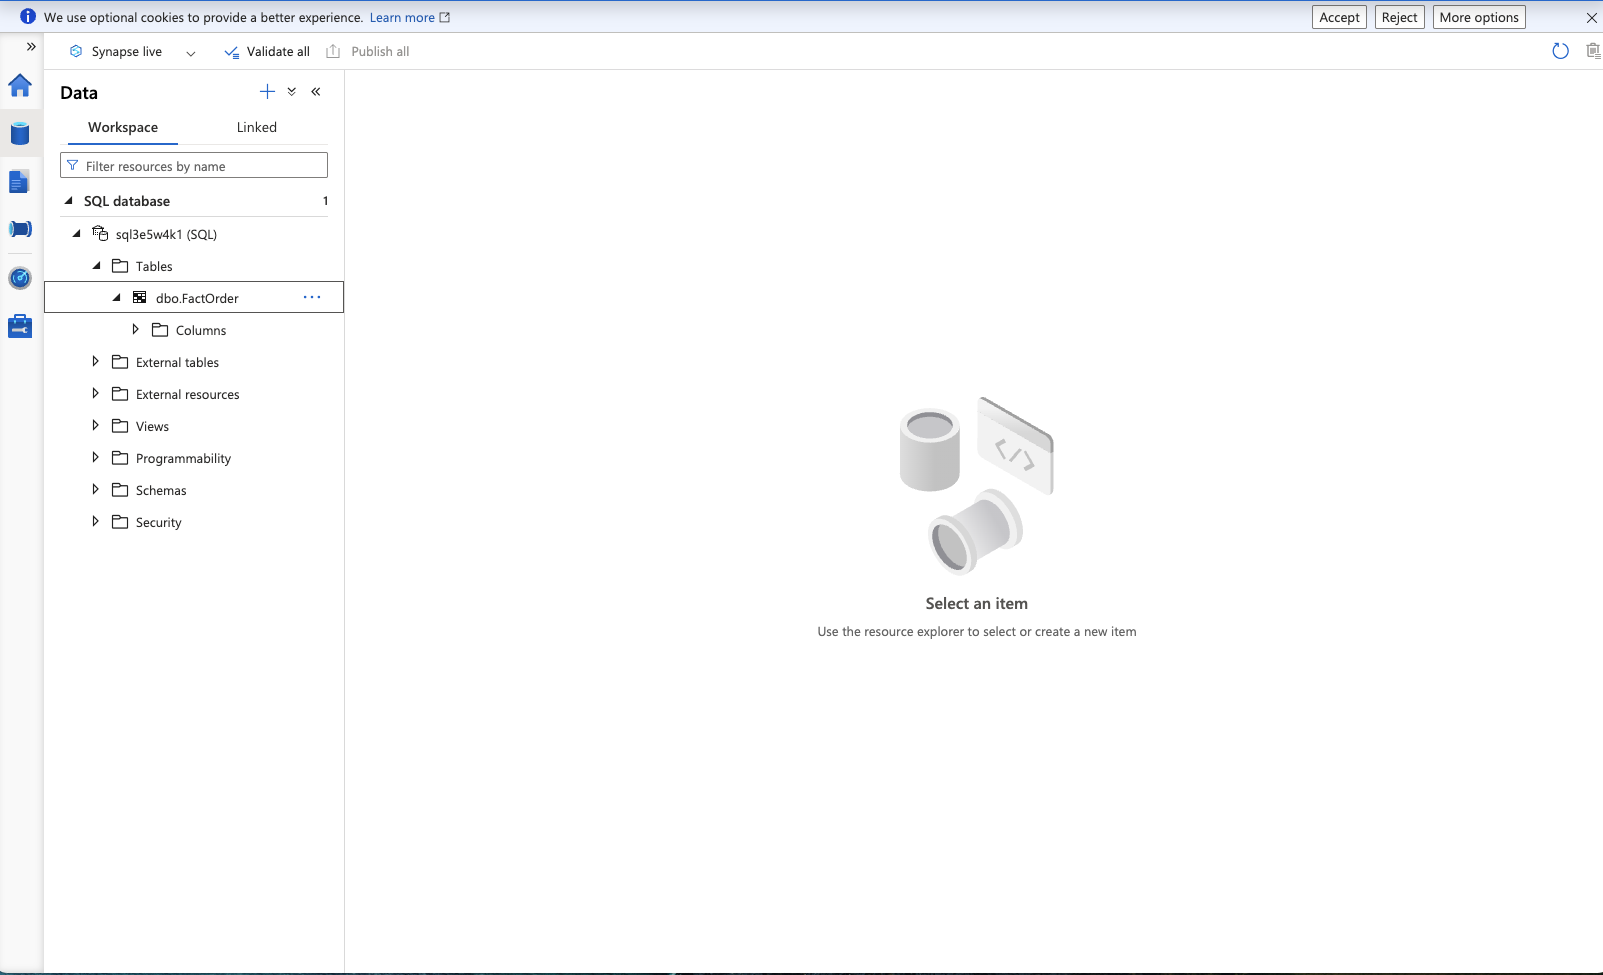 We use optional cookies to provide a better experience. Learn more
Accept
Reject
More options
Synapse live
Validate all
Publish all
Data
Workspace
Linked
Filter resources by name
SQL database 1
sql3e5w4k1 (SQL)
Tables
dbo.FactOrder
Columns
External tables
External resources
Views
Programmability
Schemas
Security
Select an item
Use the resource explorer to select or create a new item